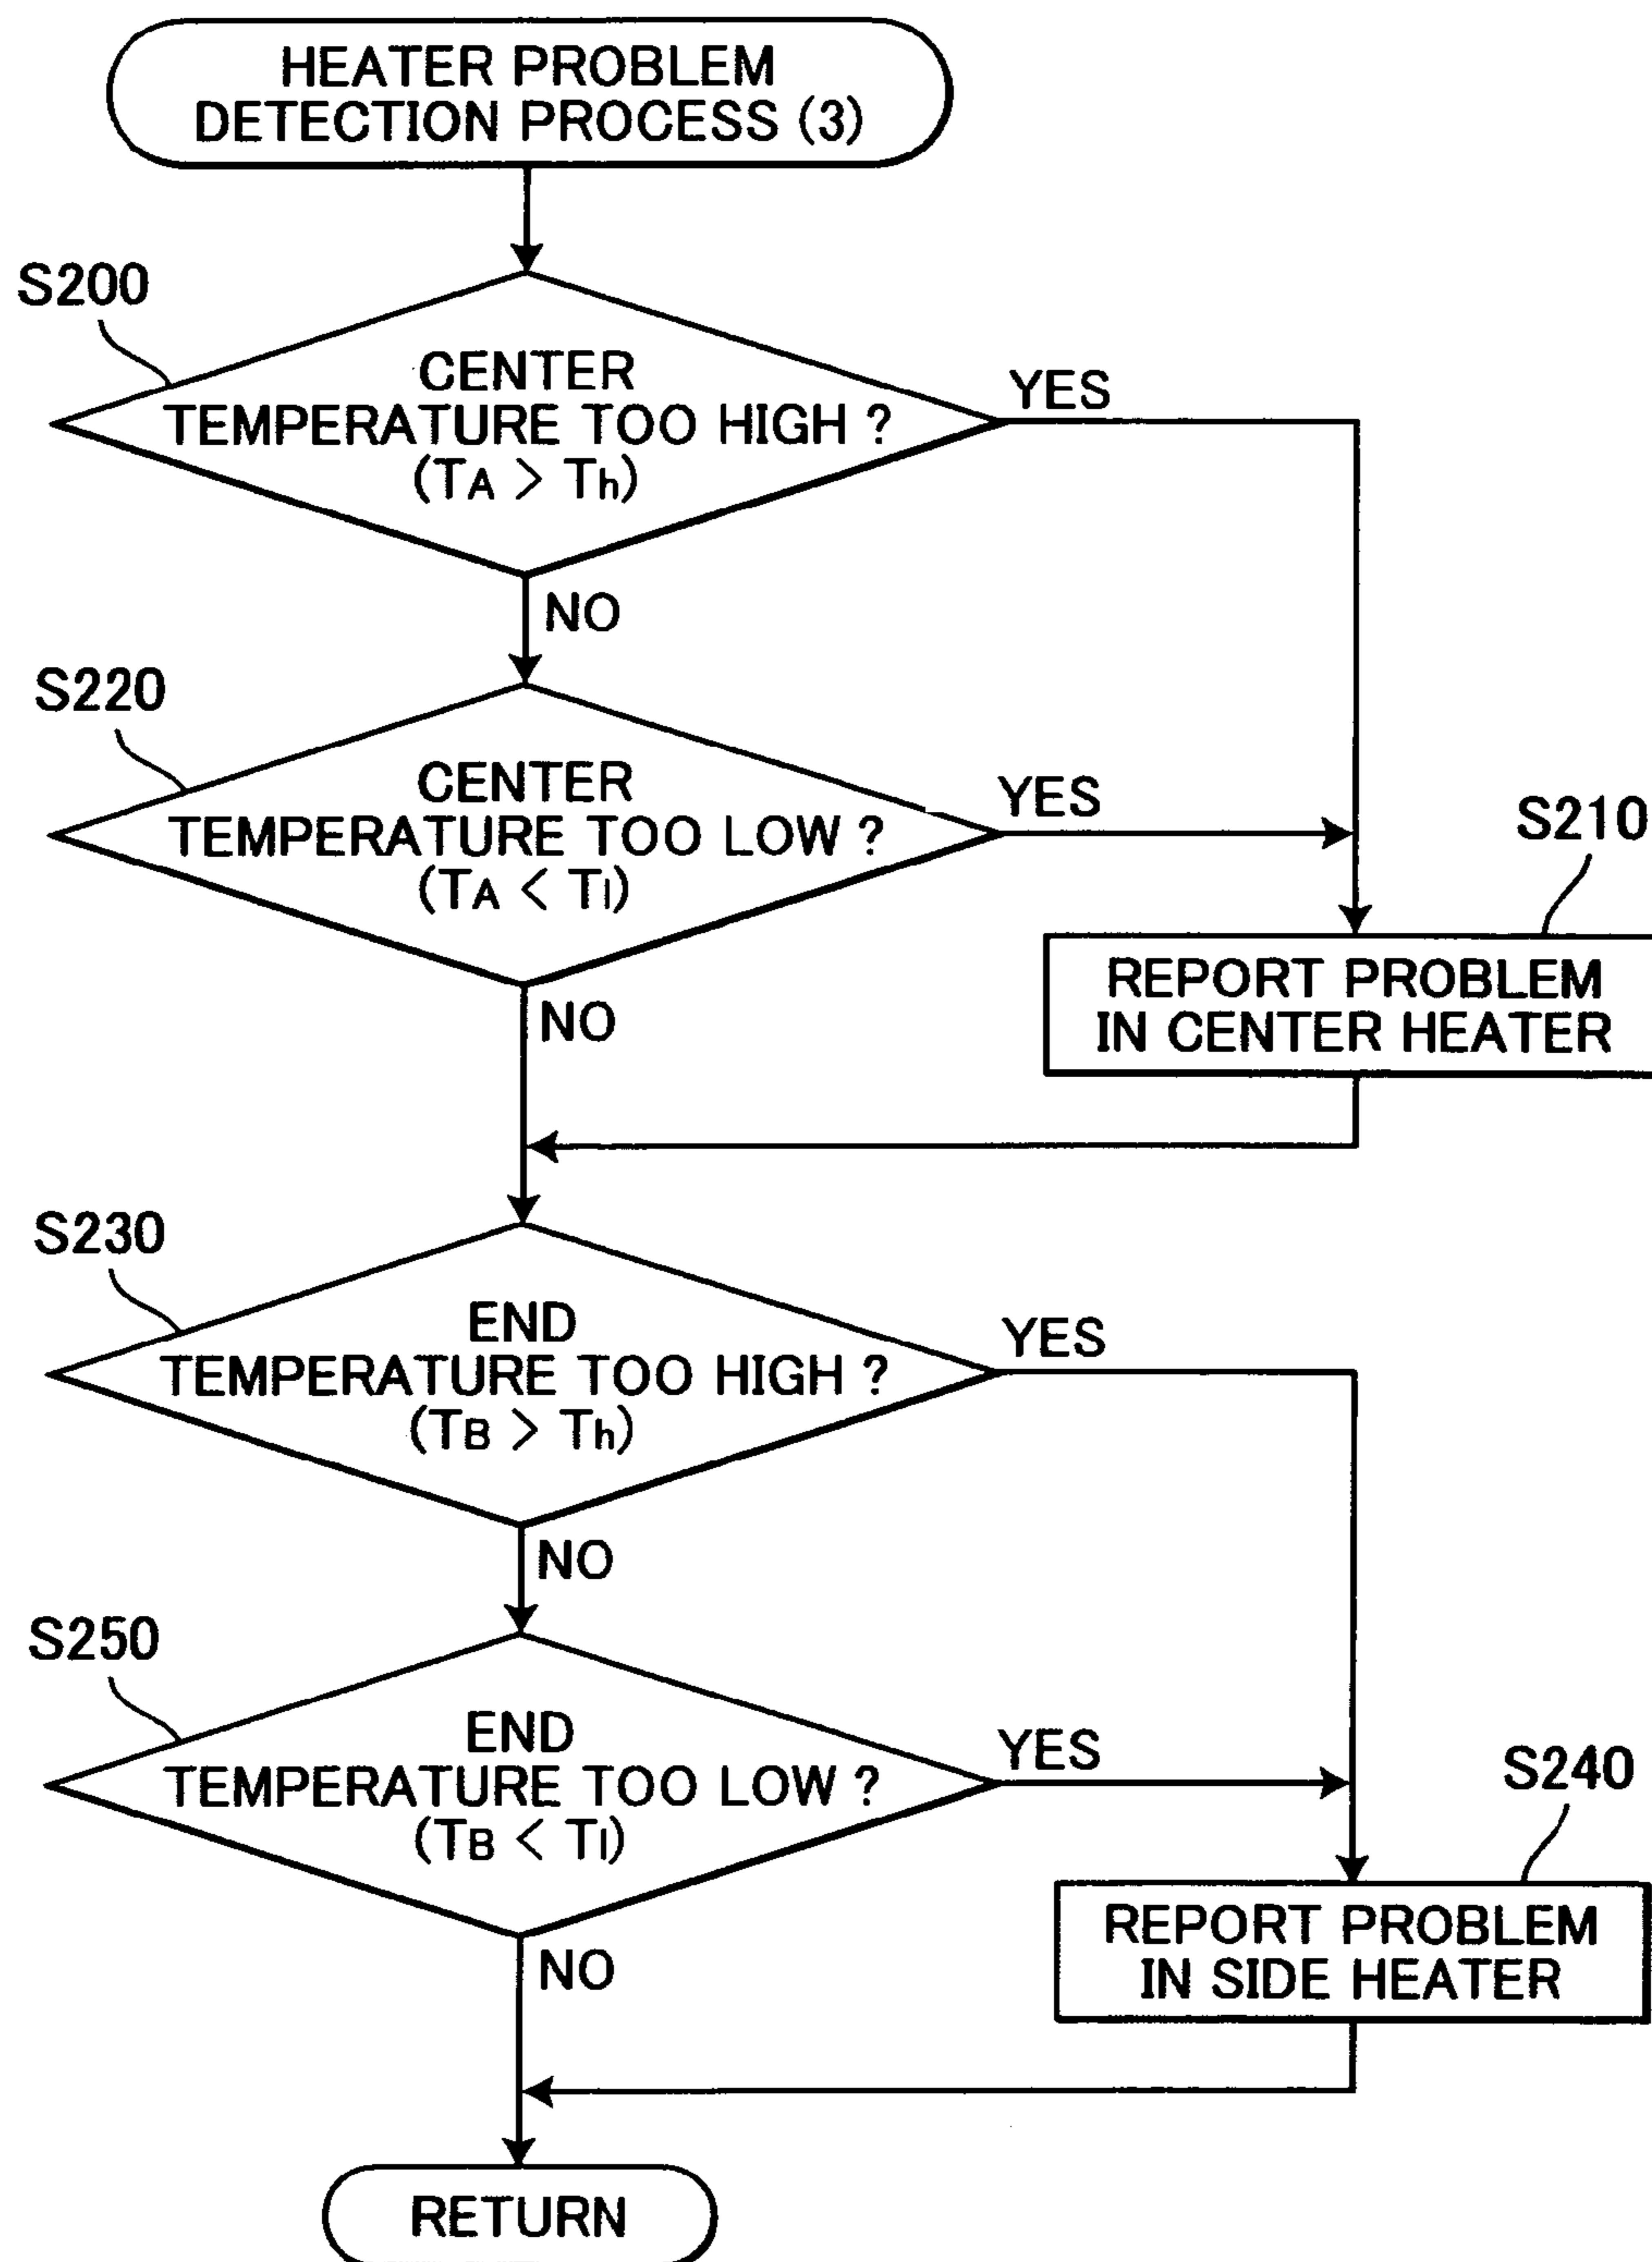 HEATER PROBLEM
DETECTION PROCESS (3)
S200
CENTER
TEMPERATURE TOO HIGH ?
(TA > Th)
YES
NO
S220
CENTER
TEMPERATURE TOO LOW ?
(TA < Tl)
YES
S210
REPORT PROBLEM
IN CENTER HEATER
NO
S230
END
TEMPERATURE TOO HIGH ?
(TB > Th)
YES
NO
S250
END
TEMPERATURE TOO LOW ?
(TB < Tl)
YES
S240
REPORT PROBLEM
IN SIDE HEATER
NO
RETURN